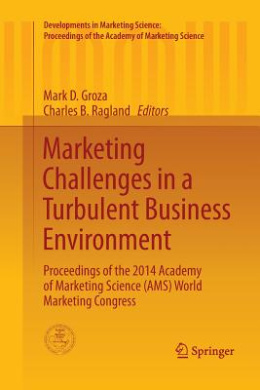 Developments in Marketing Science:
Proceedings of the Academy of Marketing Science
Mark D. Groza
Charles B. Ragland Editors
Marketing
Challenges in a
Turbulent Business
Environment
Proceedings of the 2014 Academy
of Marketing Science (AMS) World
Marketing Congress
Springer